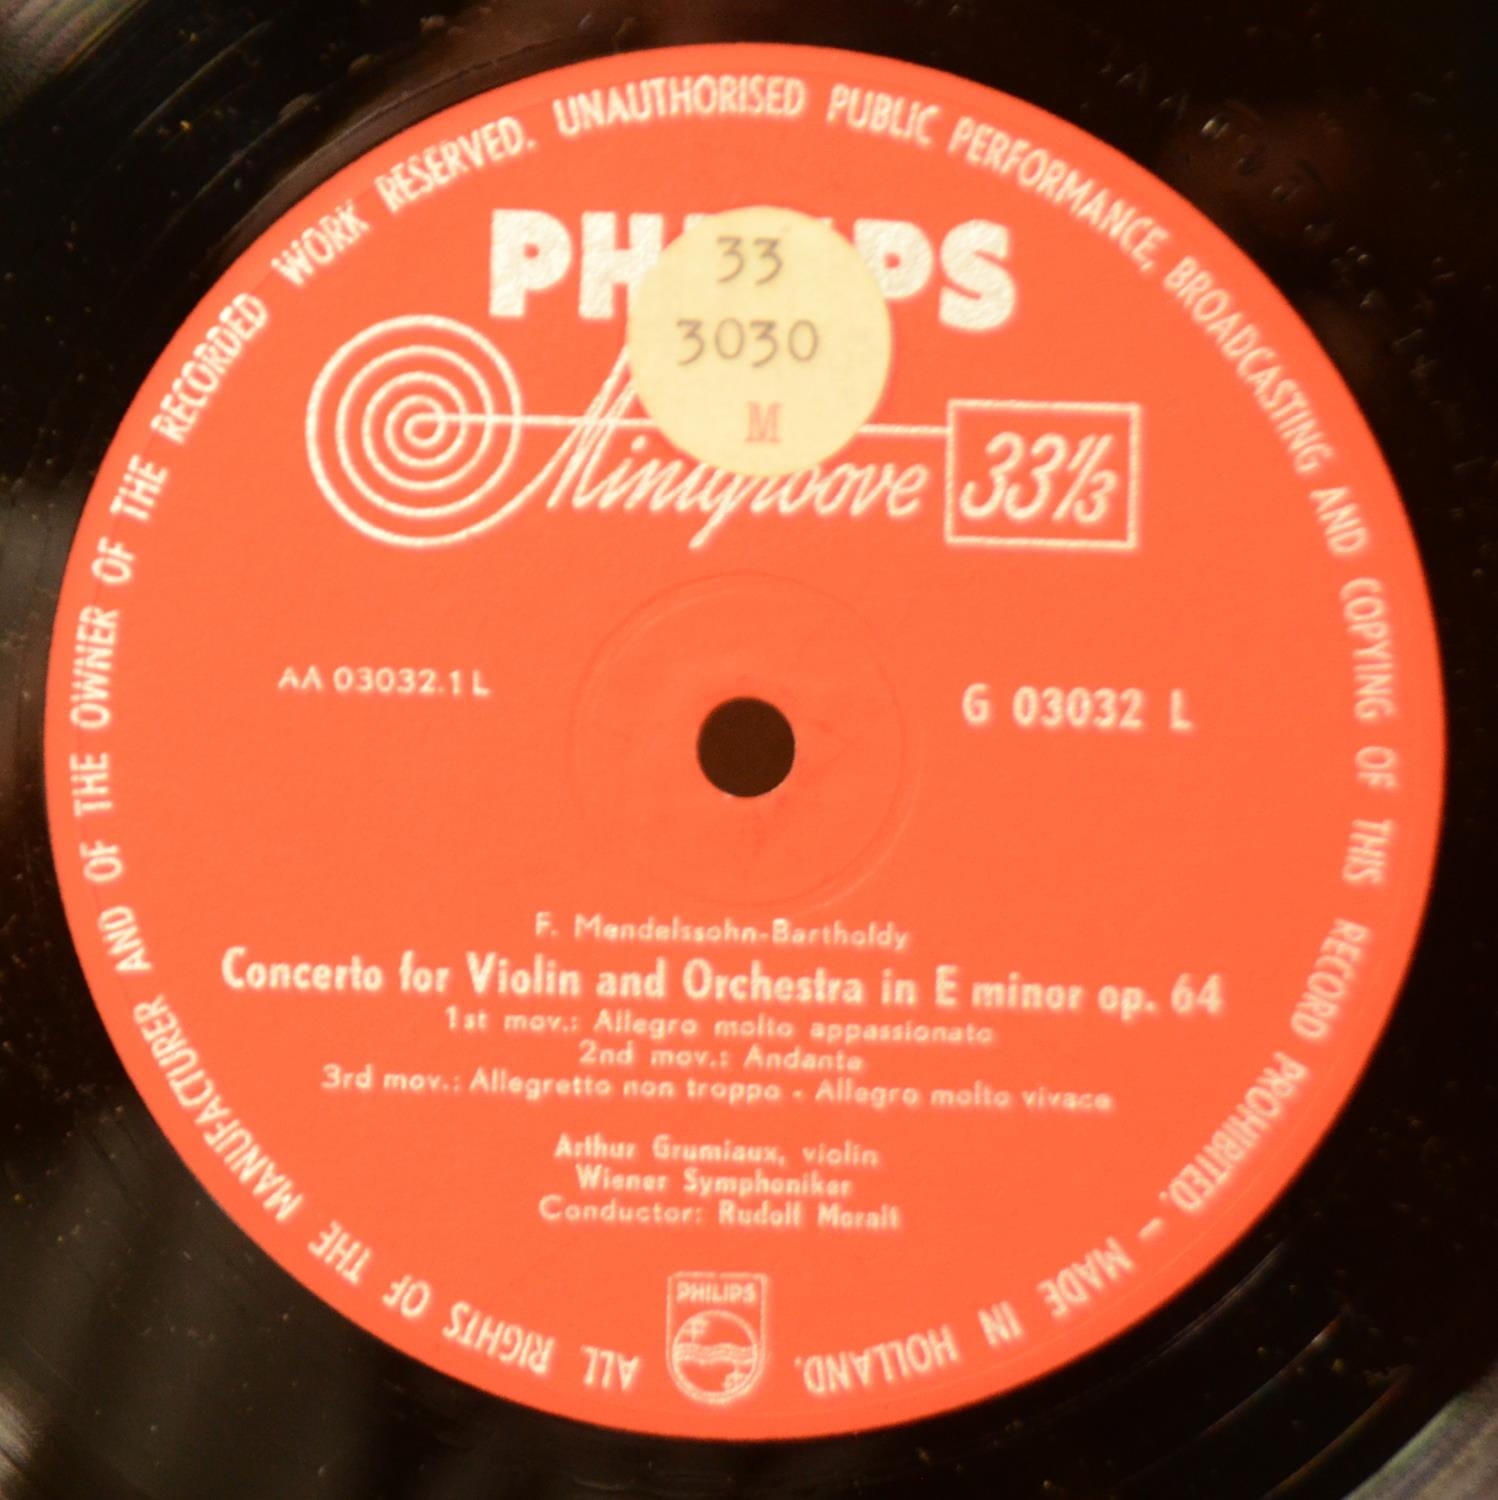 ALL RIGHTS OF THE MANUFACTURER AND OF THE OWNER OF THE RECORDED WORK RESERVED. UNAUTHORISED PUBLIC PERFORMANCE, BROADCASTING AND COPYING OF THIS RECORD PROHIBITED. – MADE IN HOLLAND.
PHILIPS
33
3030
M
Minigroove 33⅓
AA 03032.1 L
G 03032 L
F. Mendelssohn-Bartholdy
Concerto for Violin and Orchestra in E minor op. 64
1st mov.: Allegro molto appassionato
2nd mov.: Andante
3rd mov.: Allegretto non troppo - Allegro molto vivace
Arthur Grumiaux, violin
Wiener Symphoniker
Conductor: Rudolf Moralt
PHILIPS